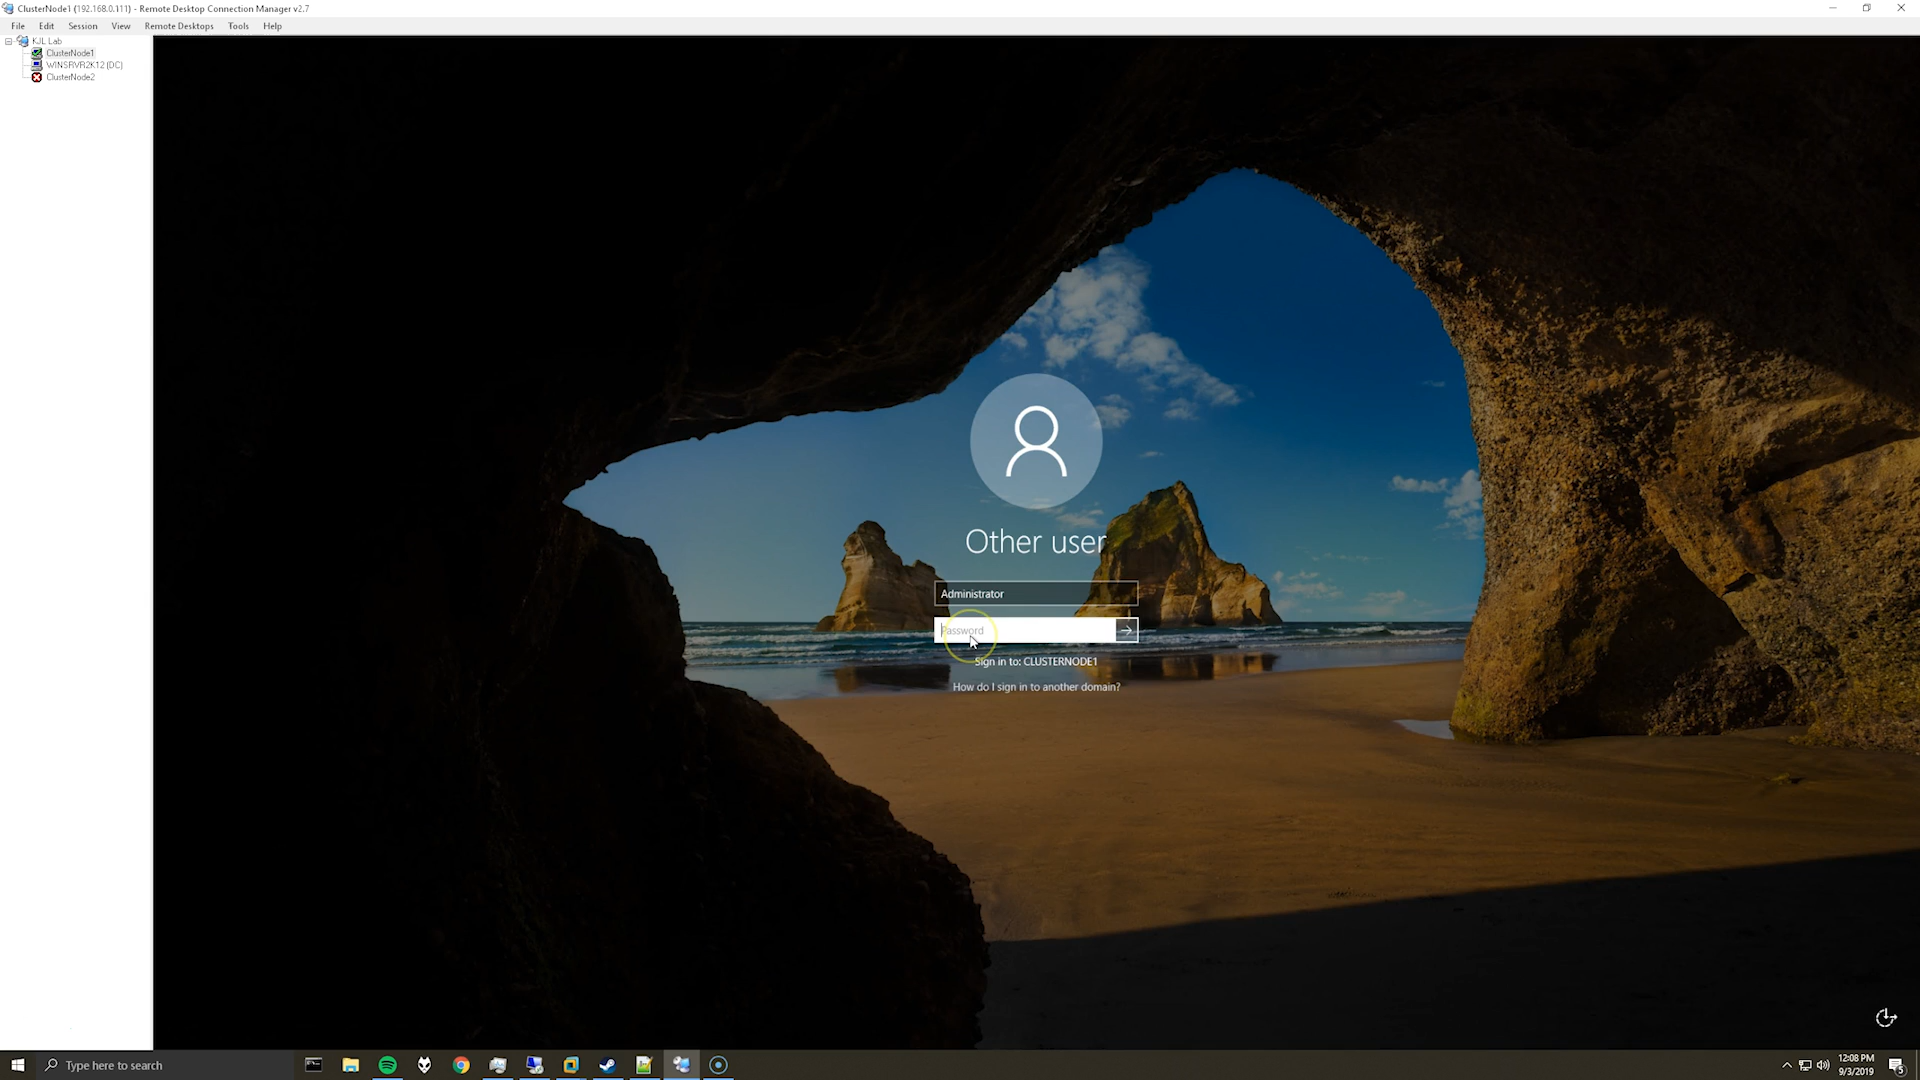 ClusterNode1 (192.168.0.111) - Remote Desktop Connection Manager v2.7
File Edit Session View Remote Desktops Tools Help
KJL Lab
ClusterNode1
WINSRVR2K12 (DC)
ClusterNode2
Other user
Administrator
Password
Sign in to: CLUSTERNODE1
How do I sign in to another domain?
Type here to search
12:08 PM
9/3/2019
5